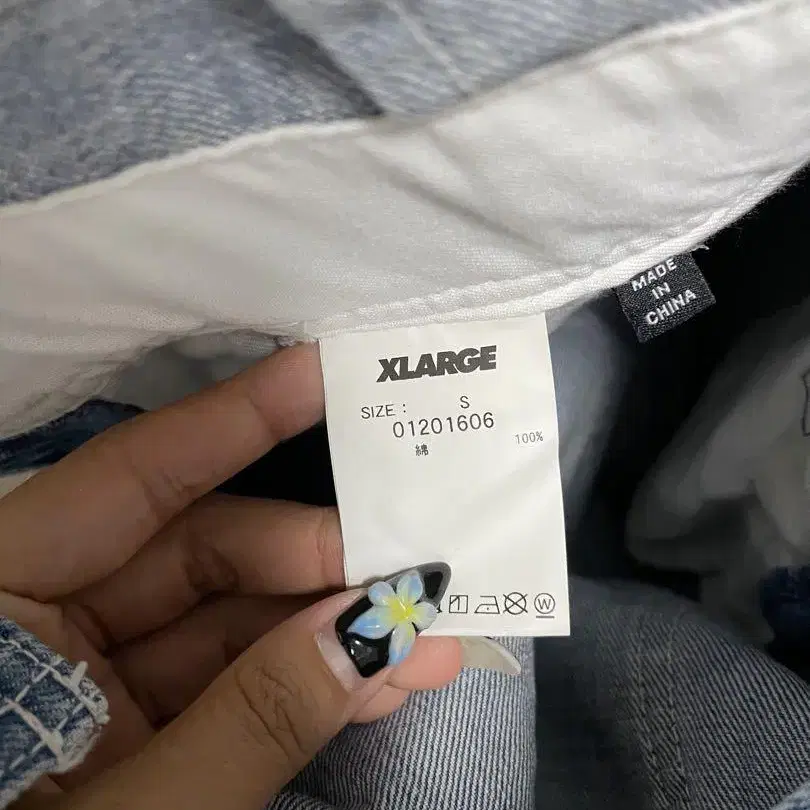 MADE
IN
CHINA
XLARGE
SIZE : S
01201606
綿 100%
W